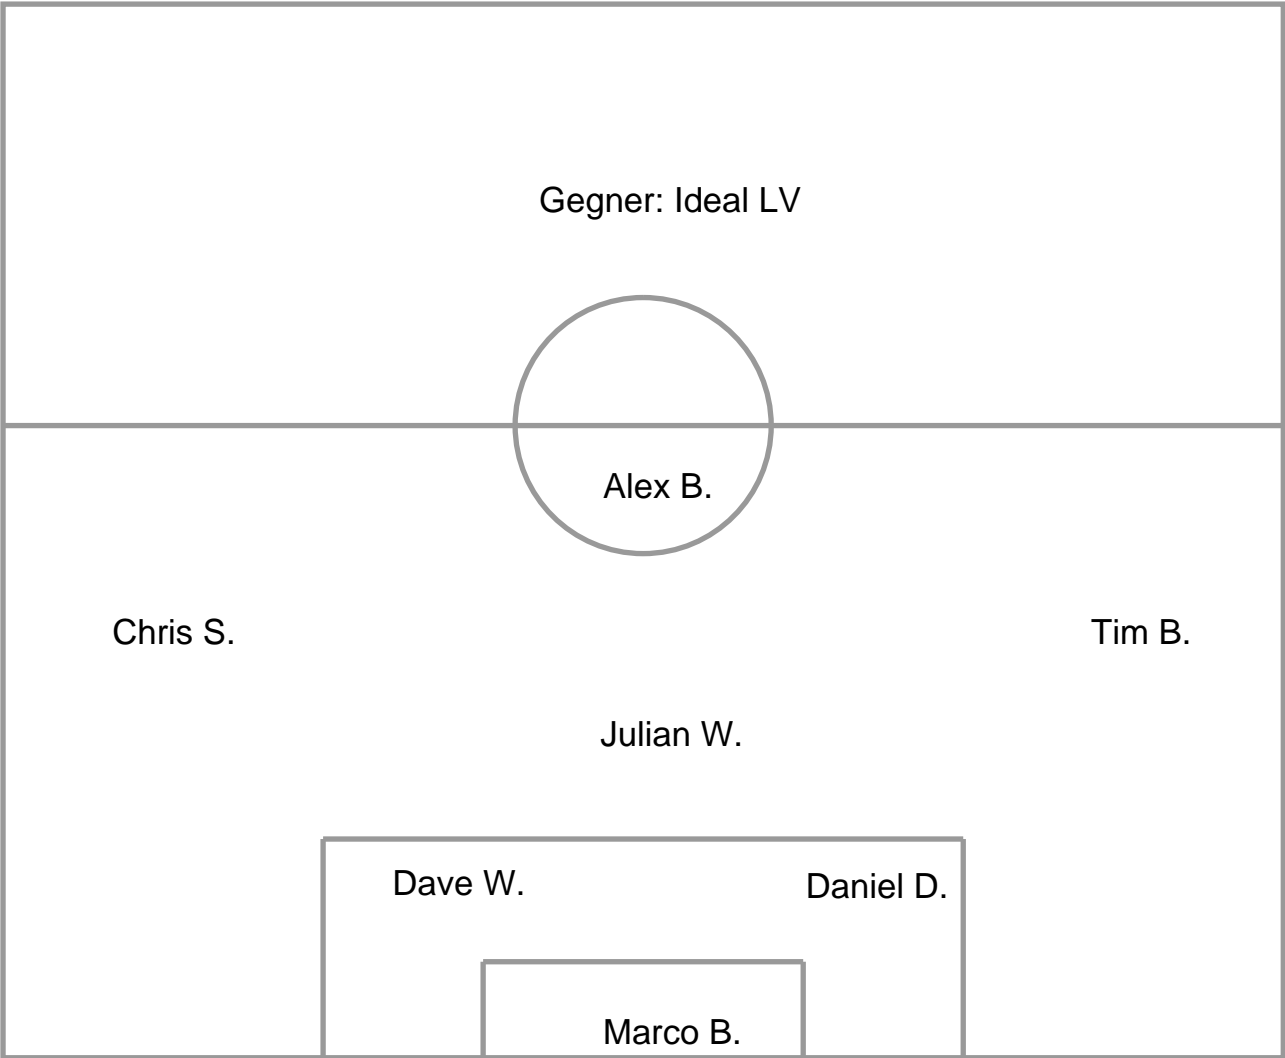 Gegner: Ideal LV
Alex B.
Chris S.
Tim B.
Julian W.
Dave W.
Daniel D.
Marco B.